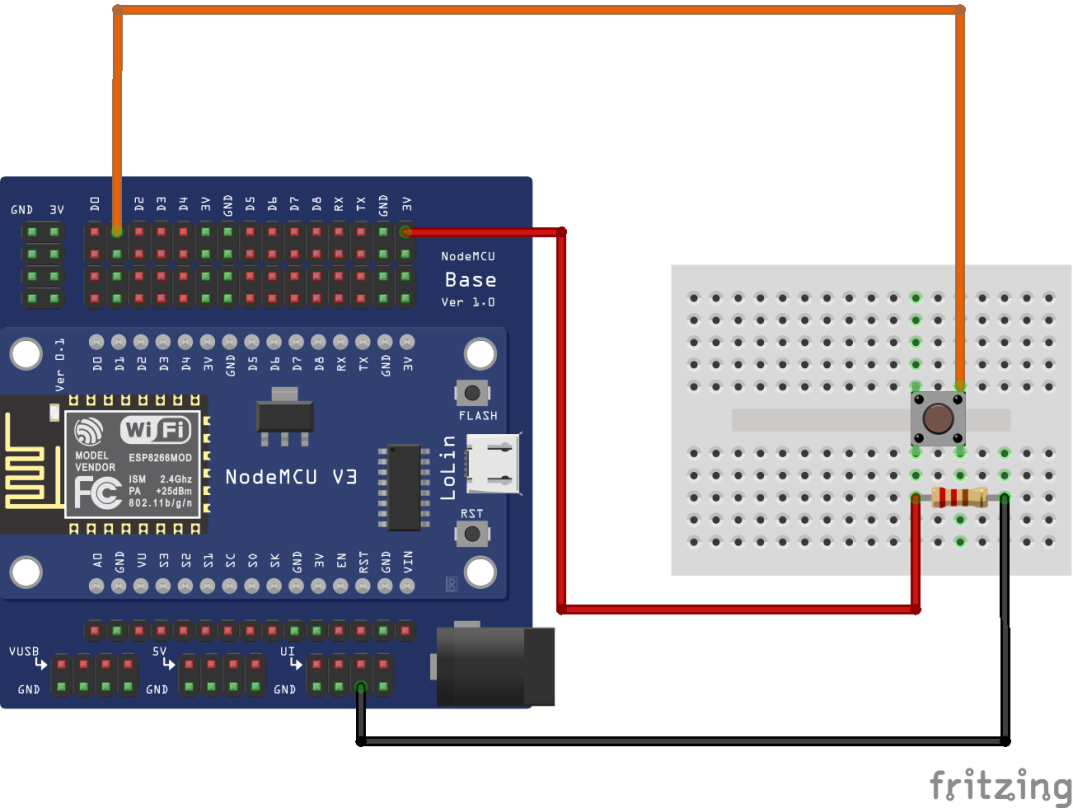 GND 3V D0 D2 D3 D4 3V GND D5 D6 D7 D8 RX TX GND 3V
NodeMCU
Base
Ver 1.0
Ver 0.1
D0 D1 D2 D3 D4 3V GND D5 D6 D7 D8 RX TX GND 3V
FLASH
WiFi
MODEL
VENDOR
ESP8266MOD
FC
ISM 2.4Ghz
PA +25dBm
802.11b/g/n
NodeMCU V3
LoLin
RST
A0 GND VU S3 S2 S1 SC S0 SK GND 3V EN RST GND VIN
R
VUSB 5V UI
GND GND GND
fritzing